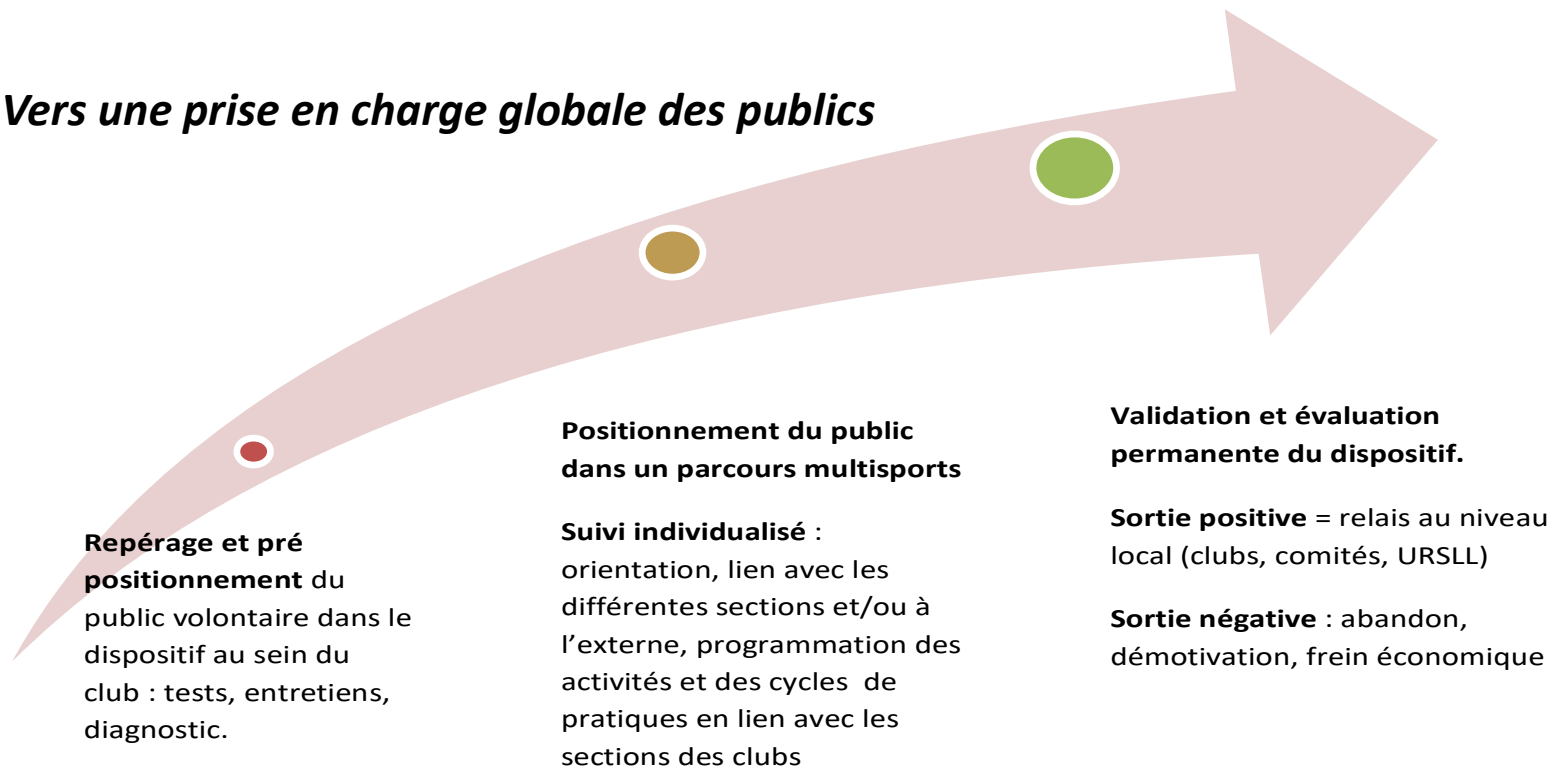 Vers une prise en charge globale des publics
Repérage et pré
positionnement du
public volontaire dans le
dispositif au sein du
club : tests, entretiens,
diagnostic.
Positionnement du public
dans un parcours multisports
Suivi individualisé :
orientation, lien avec les
différentes sections et/ou à
l’externe, programmation des
activités et des cycles  de
pratiques en lien avec les
sections des clubs
Validation et évaluation
permanente du dispositif.
Sortie positive = relais au niveau
local (clubs, comités, URSLL)
Sortie négative : abandon,
démotivation, frein économique